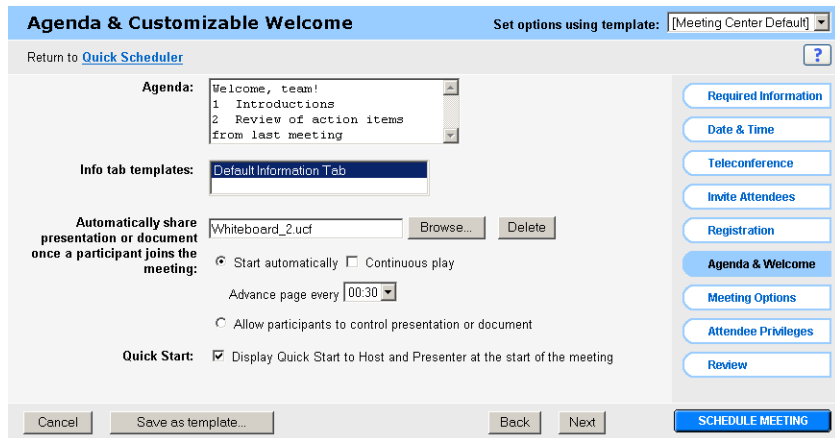 Agenda & Customizable Welcome
Set options using template: [Meeting Center Default]
Return to Quick Scheduler
?
Agenda:
Welcome, team!
1 Introductions
2 Review of action items
from last meeting
Info tab templates:
Default Information Tab
Automatically share
presentation or document
once a participant joins the
meeting:
Whiteboard_2.ucf
Browse...
Delete
Start automatically
Continuous play
Advance page every 00:30
Allow participants to control presentation or document
Quick Start:
Display Quick Start to Host and Presenter at the start of the meeting
Required Information
Date & Time
Teleconference
Invite Attendees
Registration
Agenda & Welcome
Meeting Options
Attendee Privileges
Review
Cancel
Save as template...
Back
Next
SCHEDULE MEETING